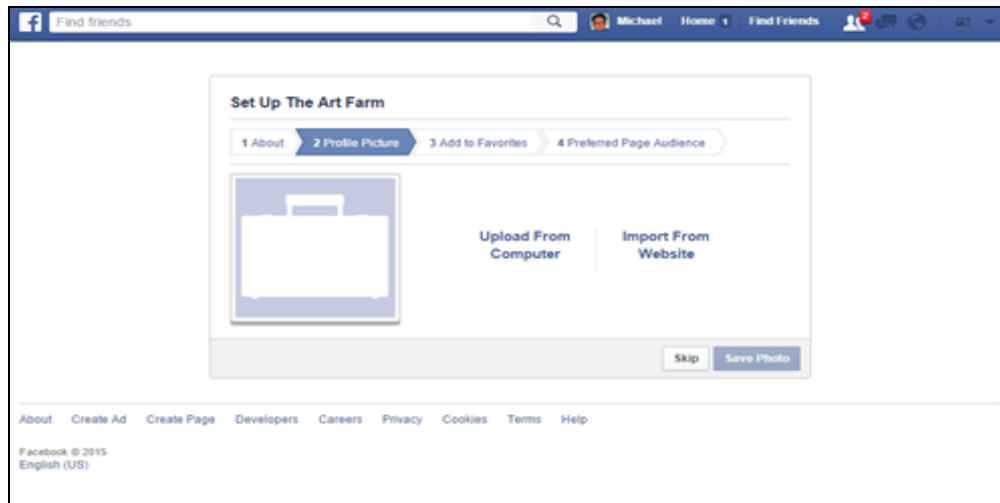 f
Find friends
Michael Home 1 Find Friends 2
Set Up The Art Farm
1 About 2 Profile Picture 3 Add to Favorites 4 Preferred Page Audience
Upload From
Computer
Import From
Website
Skip Save Photo
About Create Ad Create Page Developers Careers Privacy Cookies Terms Help
Facebook © 2015
English (US)